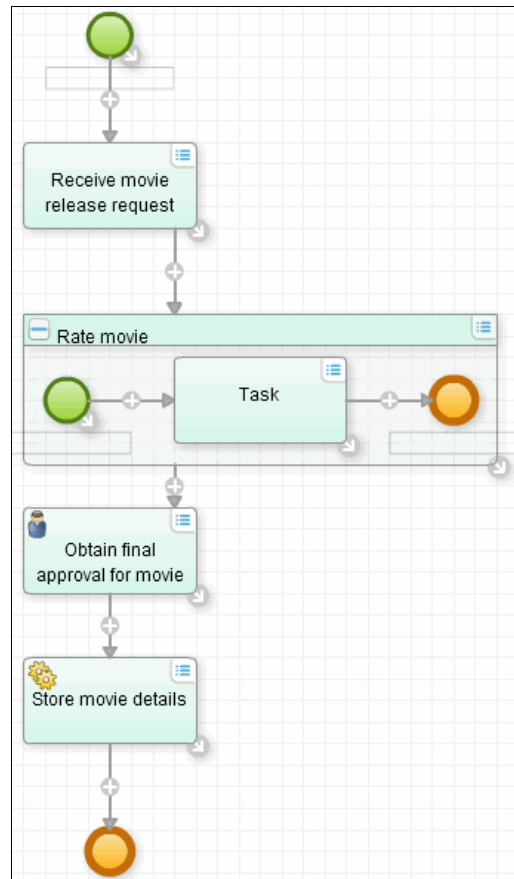 Receive movie
release request
Rate movie
Task
Obtain final
approval for movie
Store movie details